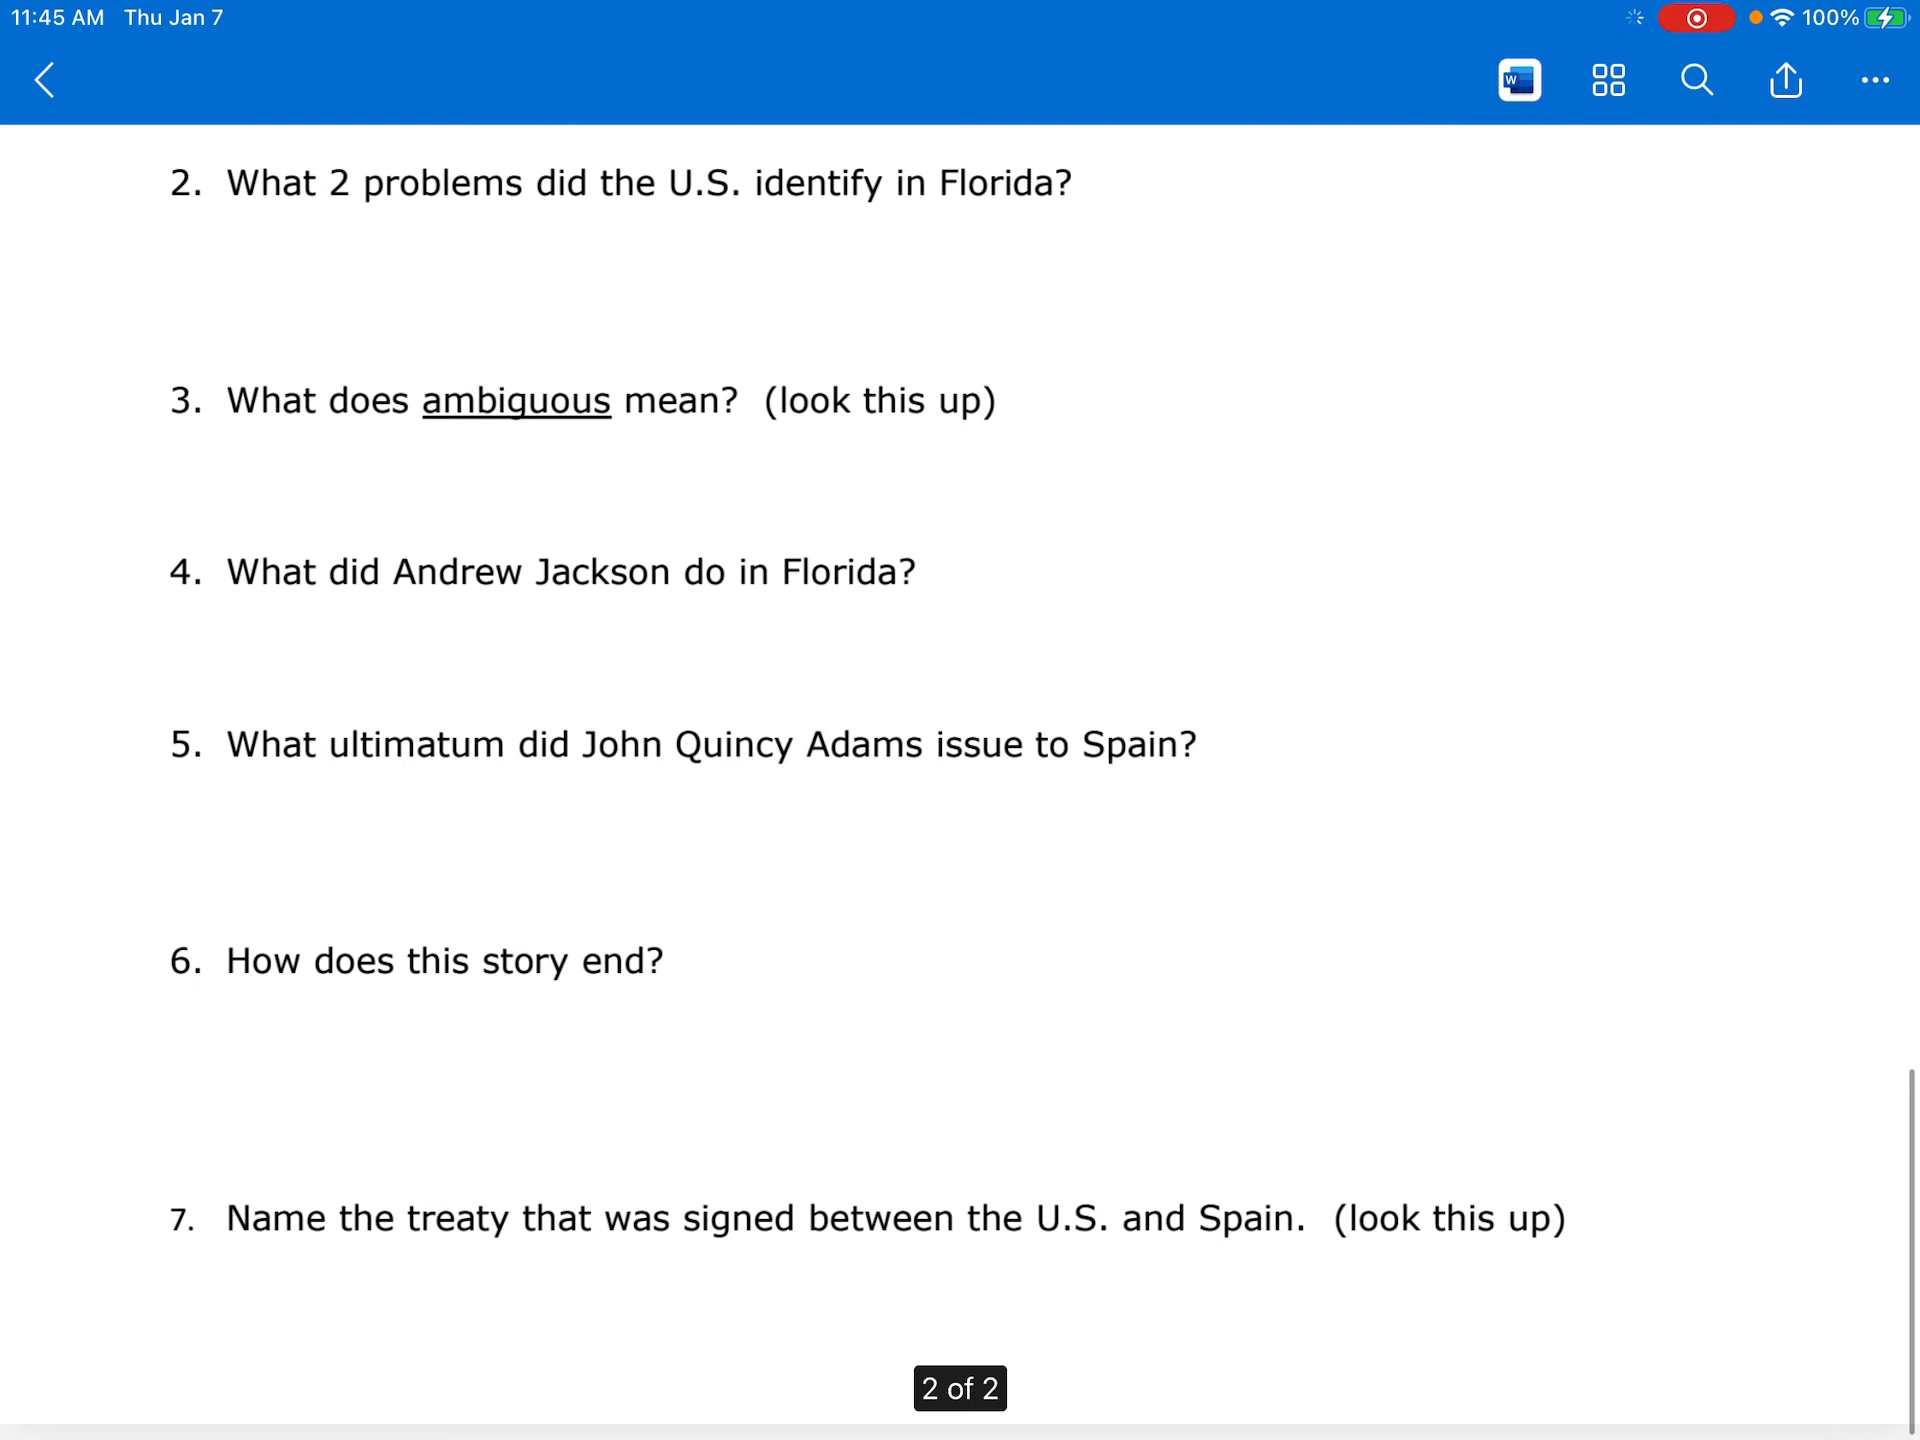 11:45 AM Thu Jan 7 100%
W
2. What 2 problems did the U.S. identify in Florida?
3. What does ambiguous mean? (look this up)
4. What did Andrew Jackson do in Florida?
5. What ultimatum did John Quincy Adams issue to Spain?
6. How does this story end?
7. Name the treaty that was signed between the U.S. and Spain. (look this up)
2 of 2